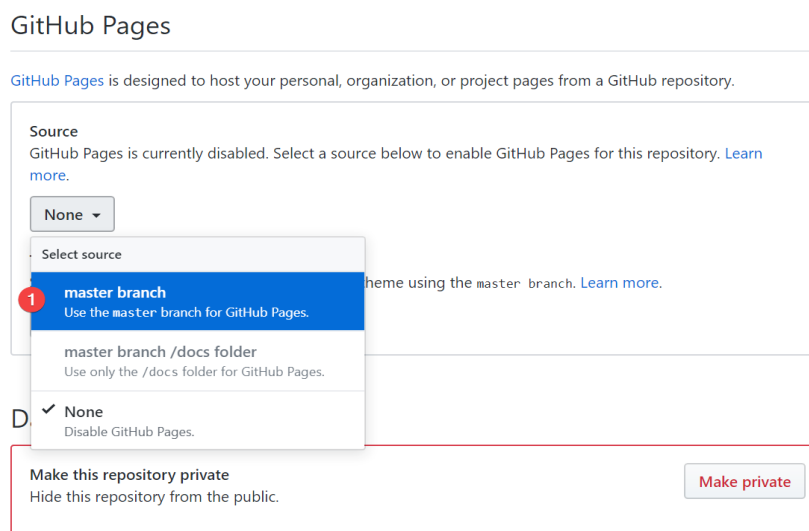 GitHub Pages
GitHub Pages is designed to host your personal, organization, or project pages from a GitHub repository.
Source
GitHub Pages is currently disabled. Select a source below to enable GitHub Pages for this repository. Learn
more.
None
Select source
heme using the master branch. Learn more.
1
master branch
Use the master branch for GitHub Pages.
master branch /docs folder
Use only the /docs folder for GitHub Pages.
None
Disable GitHub Pages.
D
Make this repository private
Hide this repository from the public.
Make private